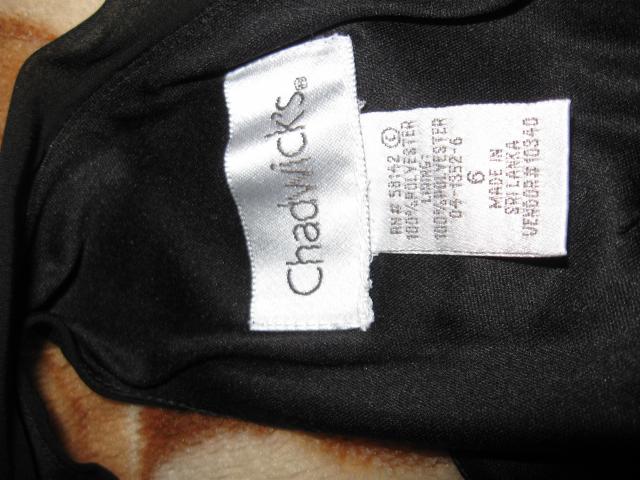 Chadwicks®
RN# 58142 Ⓛ
100%POLYESTER
LINING:
100%POLYESTER
04-1352-6
6
MADE IN
SRI LANKA
VENDOR# 10340